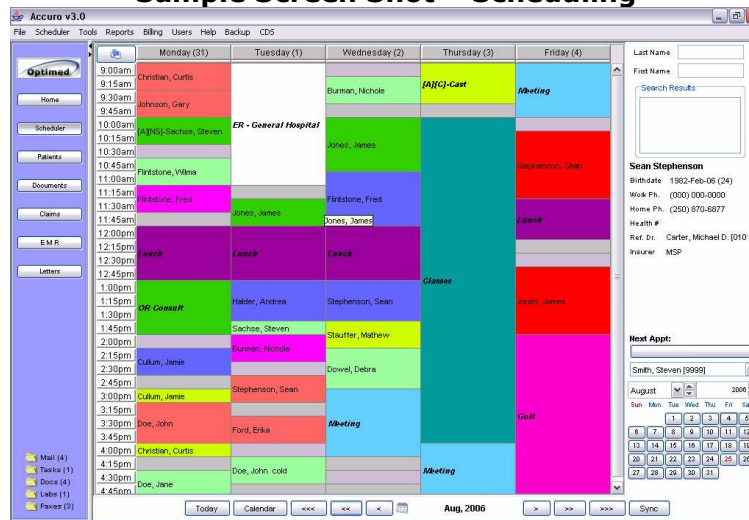 Sample Screen Shot – Scheduling
Accuro v3.0
File Scheduler Tools Reports Billing Users Help Backup CDS
Optimed
Home
Scheduler
Patients
Documents
Claims
E M R
Letters
Mail (4)
Tasks (1)
Docs (4)
Labs (1)
Faxes (3)
Monday (31) Tuesday (1) Wednesday (2) Thursday (3) Friday (4)
9:00am
9:15am
9:30am
9:45am
10:00am
10:15am
10:30am
10:45am
11:00am
11:15am
11:30am
11:45am
12:00pm
12:15pm
12:30pm
12:45pm
1:00pm
1:15pm
1:30pm
1:45pm
2:00pm
2:15pm
2:30pm
2:45pm
3:00pm
3:15pm
3:30pm
3:45pm
4:00pm
4:15pm
4:30pm
4:45pm
Christian, Curtis
Johnson, Gary
[A][NS]-Sachse, Steven
Flintstone, Wilma
Flintstone, Fred
Lunch
OR Consult
Cullum, Jamie
Cullum, Jamie
Doe, John
Christian, Curtis
Doe, Jane
ER - General Hospital
Jones, James
Lunch
Halder, Andrea
Sachse, Steven
Burman, Nichole
Stephenson, Sean
Ford, Erika
Doe, John cold
Burman, Nichole
Jones, James
Flintstone, Fred
Jones, James
Lunch
Stephenson, Sean
Stauffer, Mathew
Dowel, Debra
Meeting
[A][C]-Cast
Classes
Meeting
Meeting
Stephenson, Sean
Lunch
Jones, James
Golf
Today Calendar <<< << < Aug, 2006 > >> >>> Sync
Last Name
First Name
Search Results
Sean Stephenson
Birthdate 1982-Feb-06 (24)
Work Ph. (000) 000-0000
Home Ph. (250) 870-6877
Health #
Ref. Dr. Carter, Michael D. [010
Insurer MSP
Next Appt:
Smith, Steven [9999]
August 2006
Sun Mon Tue Wed Thu Fri Sa
1 2 3 4 5
6 7 8 9 10 11 12
13 14 15 16 17 18 19
20 21 22 23 24 25 26
27 28 29 30 31